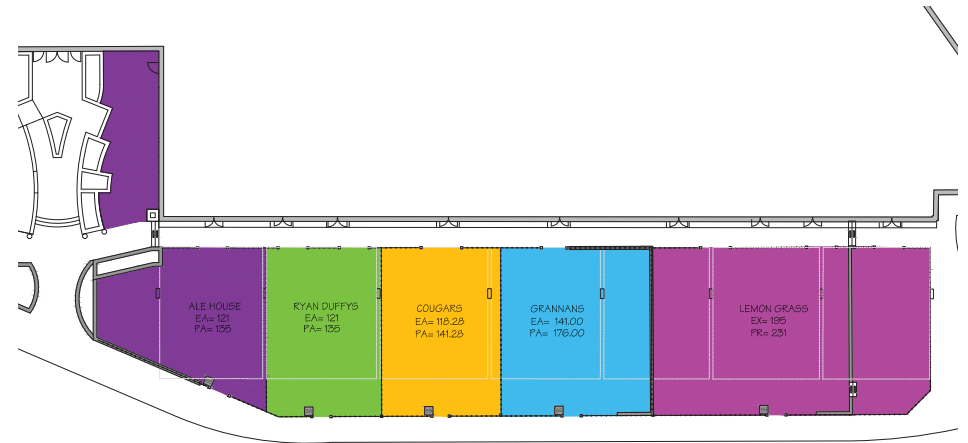 ALE HOUSE
EA= 121
PA= 135
RYAN DUFFYS
EA= 121
PA= 135
COUGARS
EA= 118.28
PA= 141.28
GRANNANS
EA= 141.00
PA= 176.00
LEMON GRASS
EX= 195
PR= 231